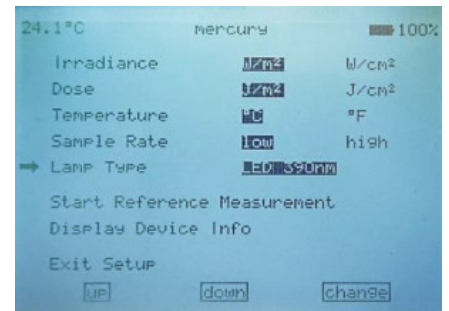 24.1°C mercury 100%
Irradiance W/m² W/cm²
Dose J/m² J/cm²
Temperature °C °F
Sample Rate low high
➡ Lamp Type LED 390nm
Start Reference Measurement
Display Device Info
Exit Setup
up down change